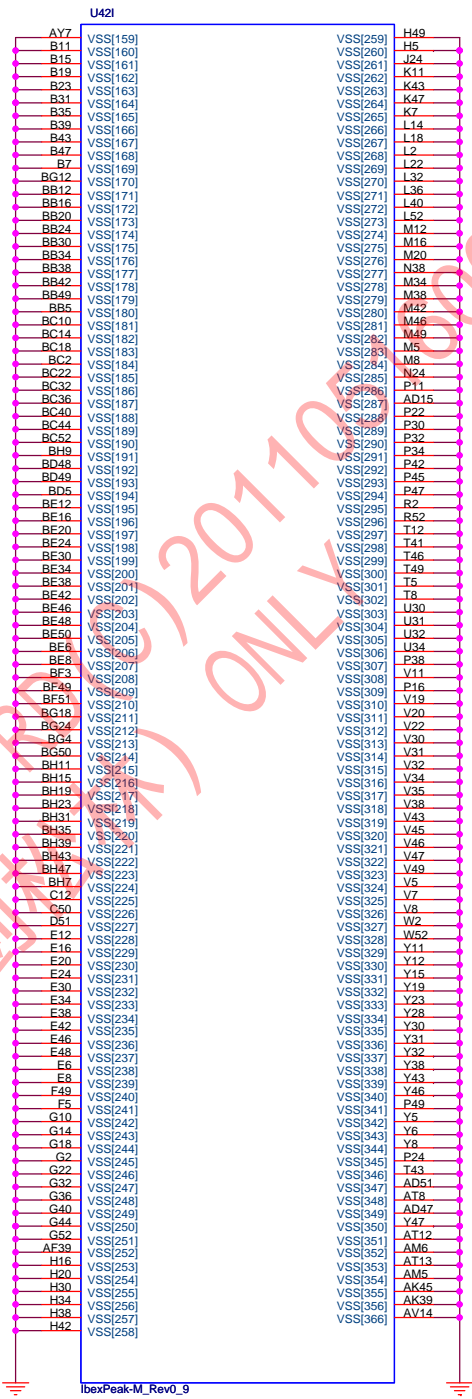 U42I
AY7 VSS[159] VSS[259] H49
B11 VSS[160] VSS[260] H5
B15 VSS[161] VSS[261] J24
B19 VSS[162] VSS[262] K11
B23 VSS[163] VSS[263] K43
B31 VSS[164] VSS[264] K47
B35 VSS[165] VSS[265] K7
B39 VSS[166] VSS[266] L14
B43 VSS[167] VSS[267] L18
B47 VSS[168] VSS[268] L2
B7 VSS[169] VSS[269] L22
BG12 VSS[170] VSS[270] L32
BB12 VSS[171] VSS[271] L36
BB16 VSS[172] VSS[272] L40
BB20 VSS[173] VSS[273] L52
BB24 VSS[174] VSS[274] M12
BB30 VSS[175] VSS[275] M16
BB34 VSS[176] VSS[276] M20
BB38 VSS[177] VSS[277] N38
BB42 VSS[178] VSS[278] M34
BB49 VSS[179] VSS[279] M38
BB5 VSS[180] VSS[280] M42
BC10 VSS[181] VSS[281] M46
BC14 VSS[182] VSS[282] M49
BC18 VSS[183] VSS[283] M5
BC2 VSS[184] VSS[284] M8
BC22 VSS[185] VSS[285] N24
BC32 VSS[186] VSS[286] P11
BC36 VSS[187] VSS[287] AD15
BC40 VSS[188] VSS[288] P22
BC44 VSS[189] VSS[289] P30
BC52 VSS[190] VSS[290] P32
BH9 VSS[191] VSS[291] P34
BD48 VSS[192] VSS[292] P42
BD49 VSS[193] VSS[293] P45
BD5 VSS[194] VSS[294] P47
BE12 VSS[195] VSS[295] R2
BE16 VSS[196] VSS[296] R52
BE20 VSS[197] VSS[297] T12
BE24 VSS[198] VSS[298] T41
BE30 VSS[199] VSS[299] T46
BE34 VSS[200] VSS[300] T49
BE38 VSS[201] VSS[301] T5
BE42 VSS[202] VSS[302] T8
BE46 VSS[203] VSS[303] U30
BE48 VSS[204] VSS[304] U31
BE50 VSS[205] VSS[305] U32
BE6 VSS[206] VSS[306] U34
BE8 VSS[207] VSS[307] P38
BF3 VSS[208] VSS[308] V11
BF49 VSS[209] VSS[309] P16
BF51 VSS[210] VSS[310] V19
BG18 VSS[211] VSS[311] V20
BG24 VSS[212] VSS[312] V22
BG4 VSS[213] VSS[313] V30
BG50 VSS[214] VSS[314] V31
BH11 VSS[215] VSS[315] V32
BH15 VSS[216] VSS[316] V34
BH19 VSS[217] VSS[317] V35
BH23 VSS[218] VSS[318] V38
BH31 VSS[219] VSS[319] V43
BH35 VSS[220] VSS[320] V45
BH39 VSS[221] VSS[321] V46
BH43 VSS[222] VSS[322] V47
BH47 VSS[223] VSS[323] V49
BH7 VSS[224] VSS[324] V5
C12 VSS[225] VSS[325] V7
C50 VSS[226] VSS[326] V8
D51 VSS[227] VSS[327] W2
E12 VSS[228] VSS[328] W52
E16 VSS[229] VSS[329] Y11
E20 VSS[230] VSS[330] Y12
E24 VSS[231] VSS[331] Y15
E30 VSS[232] VSS[332] Y19
E34 VSS[233] VSS[333] Y23
E38 VSS[234] VSS[334] Y28
E42 VSS[235] VSS[335] Y30
E46 VSS[236] VSS[336] Y31
E48 VSS[237] VSS[337] Y32
E6 VSS[238] VSS[338] Y38
E8 VSS[239] VSS[339] Y43
F49 VSS[240] VSS[340] Y46
F5 VSS[241] VSS[341] P49
G10 VSS[242] VSS[342] Y5
G14 VSS[243] VSS[343] Y6
G18 VSS[244] VSS[344] Y8
G2 VSS[245] VSS[345] P24
G22 VSS[246] VSS[346] T43
G32 VSS[247] VSS[347] AD51
G36 VSS[248] VSS[348] AT8
G40 VSS[249] VSS[349] AD47
G44 VSS[250] VSS[350] Y47
G52 VSS[251] VSS[351] AT12
AF39 VSS[252] VSS[352] AM6
H16 VSS[253] VSS[353] AT13
H20 VSS[254] VSS[354] AM5
H30 VSS[255] VSS[355] AK45
H34 VSS[256] VSS[356] AK39
H38 VSS[257] VSS[366] AV14
H42 VSS[258]
IbexPeak-M_Rev0_9
ONLY